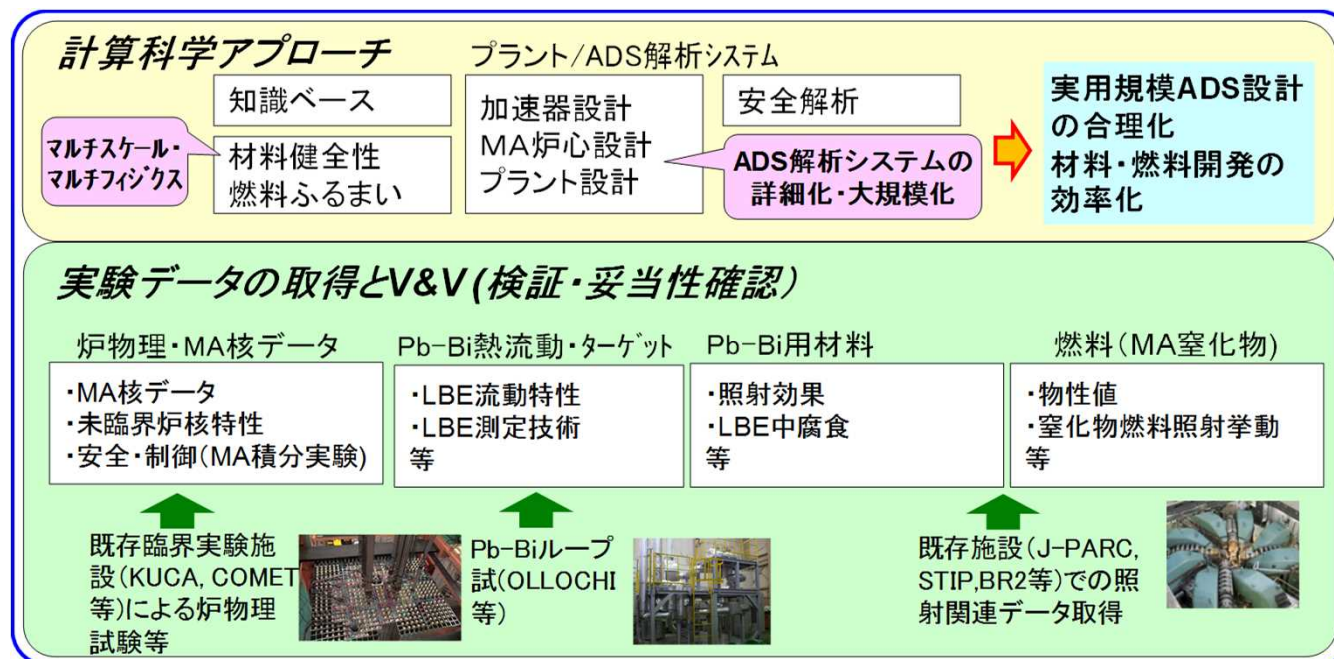 計算科学アプローチ
プラント/ADS解析システム
知識ベース
マルチスケール・
マルチフィジクス
材料健全性
燃料ふるまい
加速器設計
MA炉心設計
プラント設計
安全解析
ADS解析システムの
詳細化・大規模化
実用規模ADS設計
の合理化
材料・燃料開発の
効率化
実験データの取得とV&V(検証・妥当性確認)
炉物理・MA核データ
・MA核データ
・未臨界炉核特性
・安全・制御(MA積分実験)
Pb-Bi熱流動・ターゲット
・LBE流動特性
・LBE測定技術
等
Pb-Bi用材料
・照射効果
・LBE中腐食
等
燃料(MA窒化物)
・物性値
・窒化物燃料照射挙動
等
既存臨界実験施
設(KUCA, COMET
等)による炉物理
試験等
Pb-Biループ
試(OLLOCHI
等)
既存施設(J-PARC,
STIP,BR2等)での照
射関連データ取得